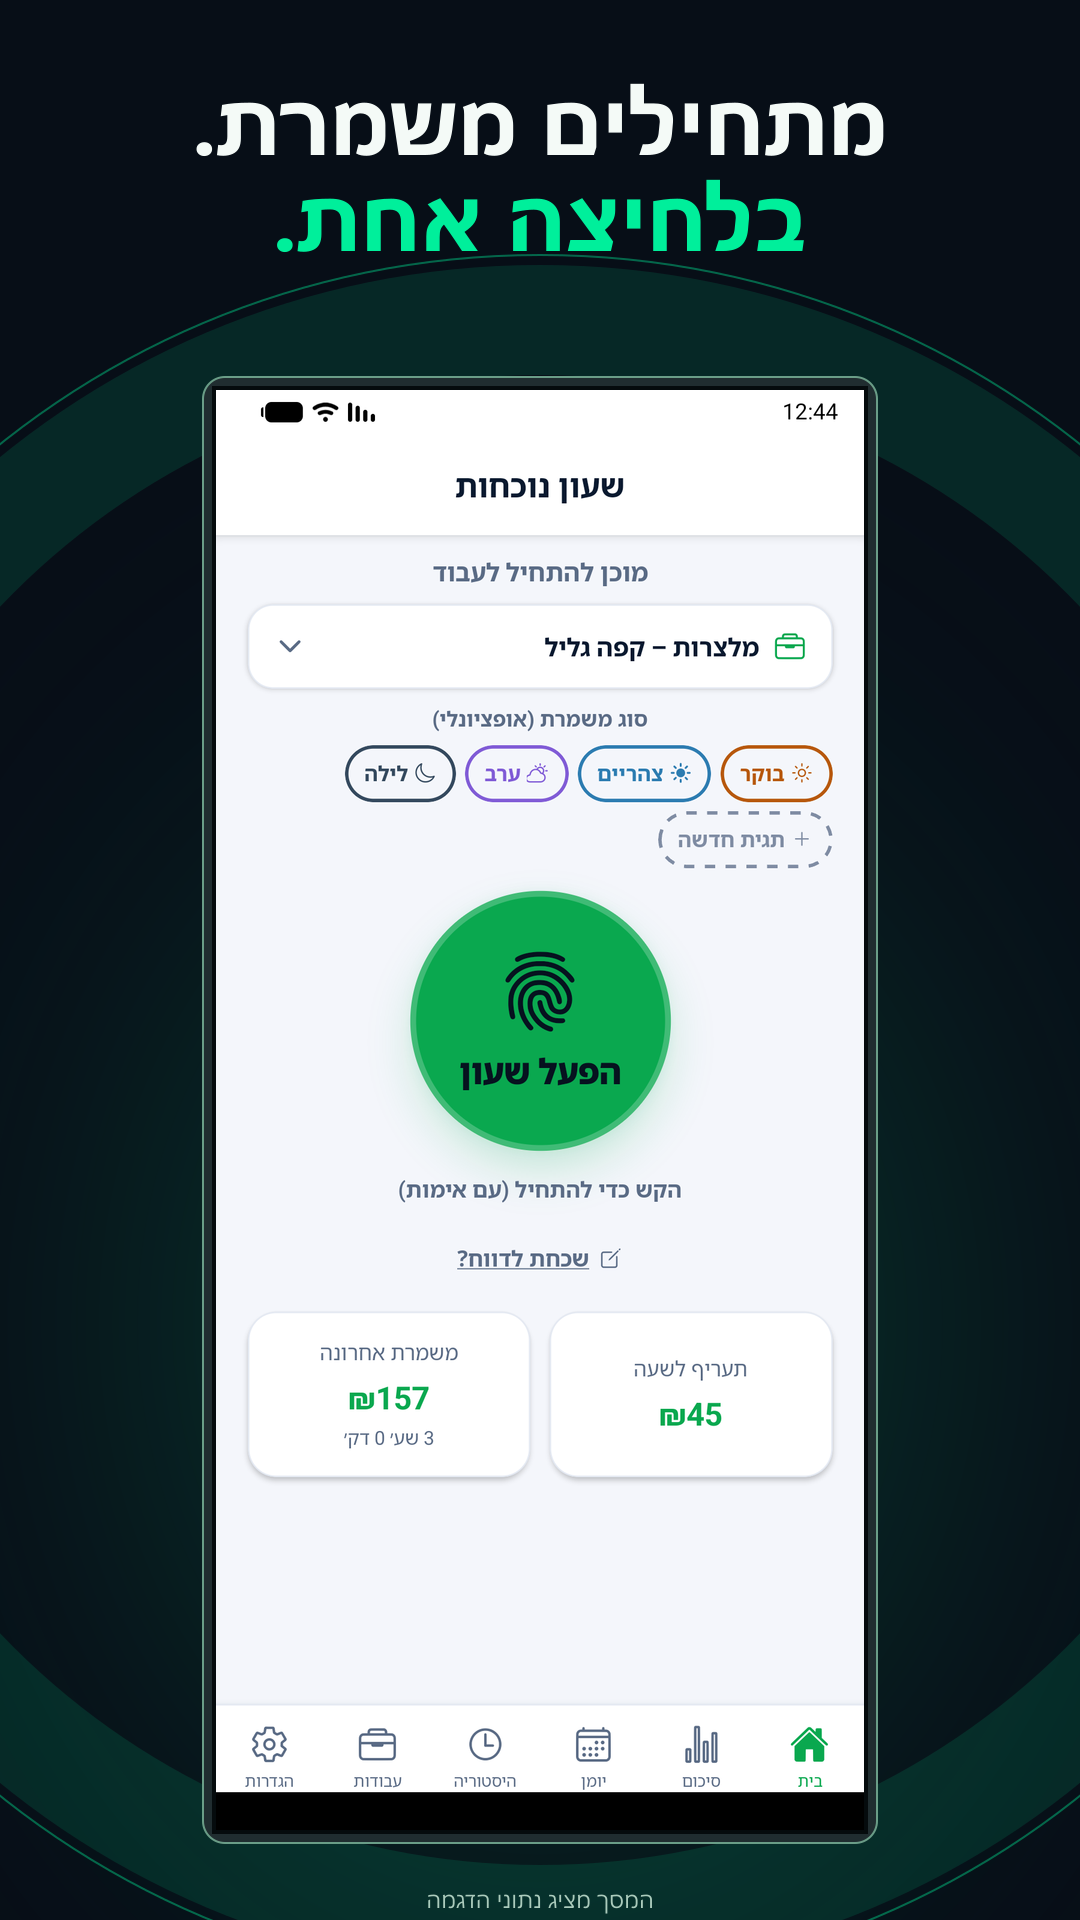 מתחילים משמרת.
בלחיצה אחת.
12:44
שעון נוכחות
מוכן להתחיל לעבוד
מלצרות – קפה גליל
סוג משמרת (אופציונלי)
בוקר
צהריים
ערב
לילה
+ תגית חדשה
הפעל שעון
הקש כדי להתחיל (עם אימות)
שכחת לדווח?
תעריף לשעה
₪45
משמרת אחרונה
₪157
3 שע׳ 0 דק׳
בית
סיכום
יומן
היסטוריה
עבודות
הגדרות
המסך מציג נתוני הדגמה